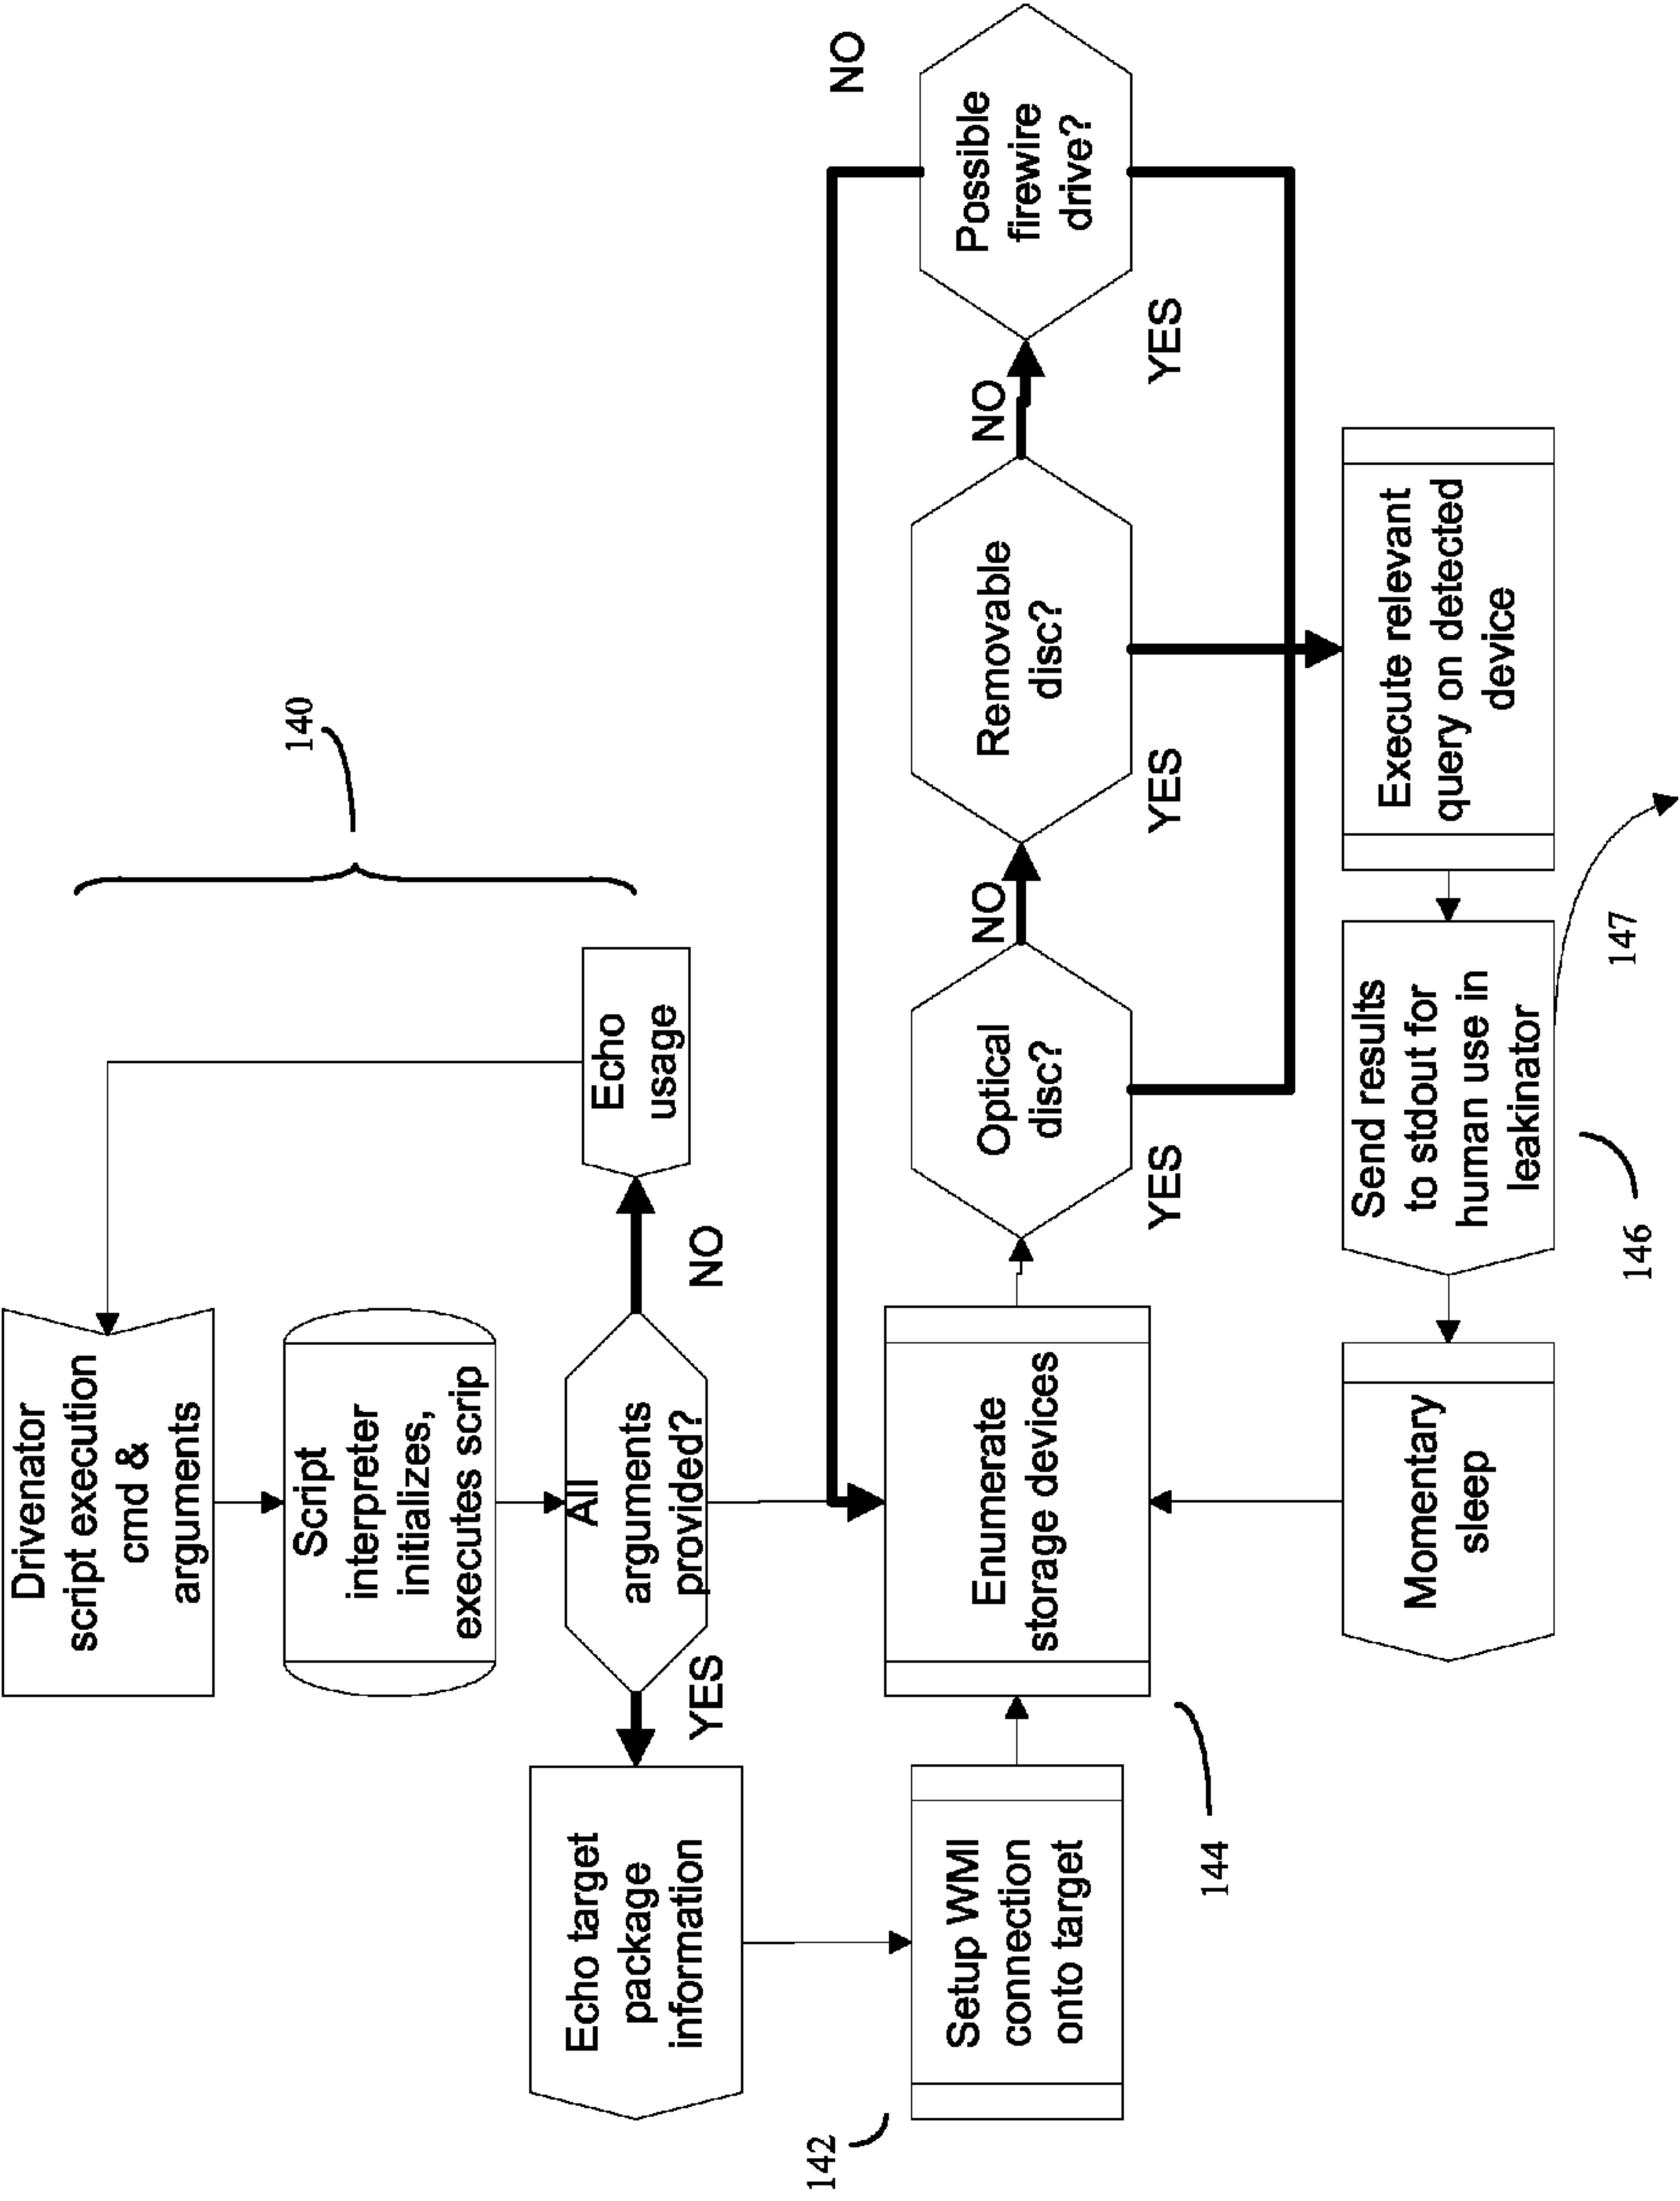 Drivenator
script execution
cmd &
arguments
Script
interpreter
initializes,
executes scrip
All
arguments
provided?
NO
Echo
usage
140
YES
Echo target
package
information
142
Setup WMI
connection
onto target
Enumerate
storage devices
144
Optical
disc?
NO
YES
Removable
disc?
NO
YES
Possible
firewire
drive?
NO
YES
Execute relevant
query on detected
device
Send results
to stdout for
human use in
leakinator
146
147
Momentary
sleep